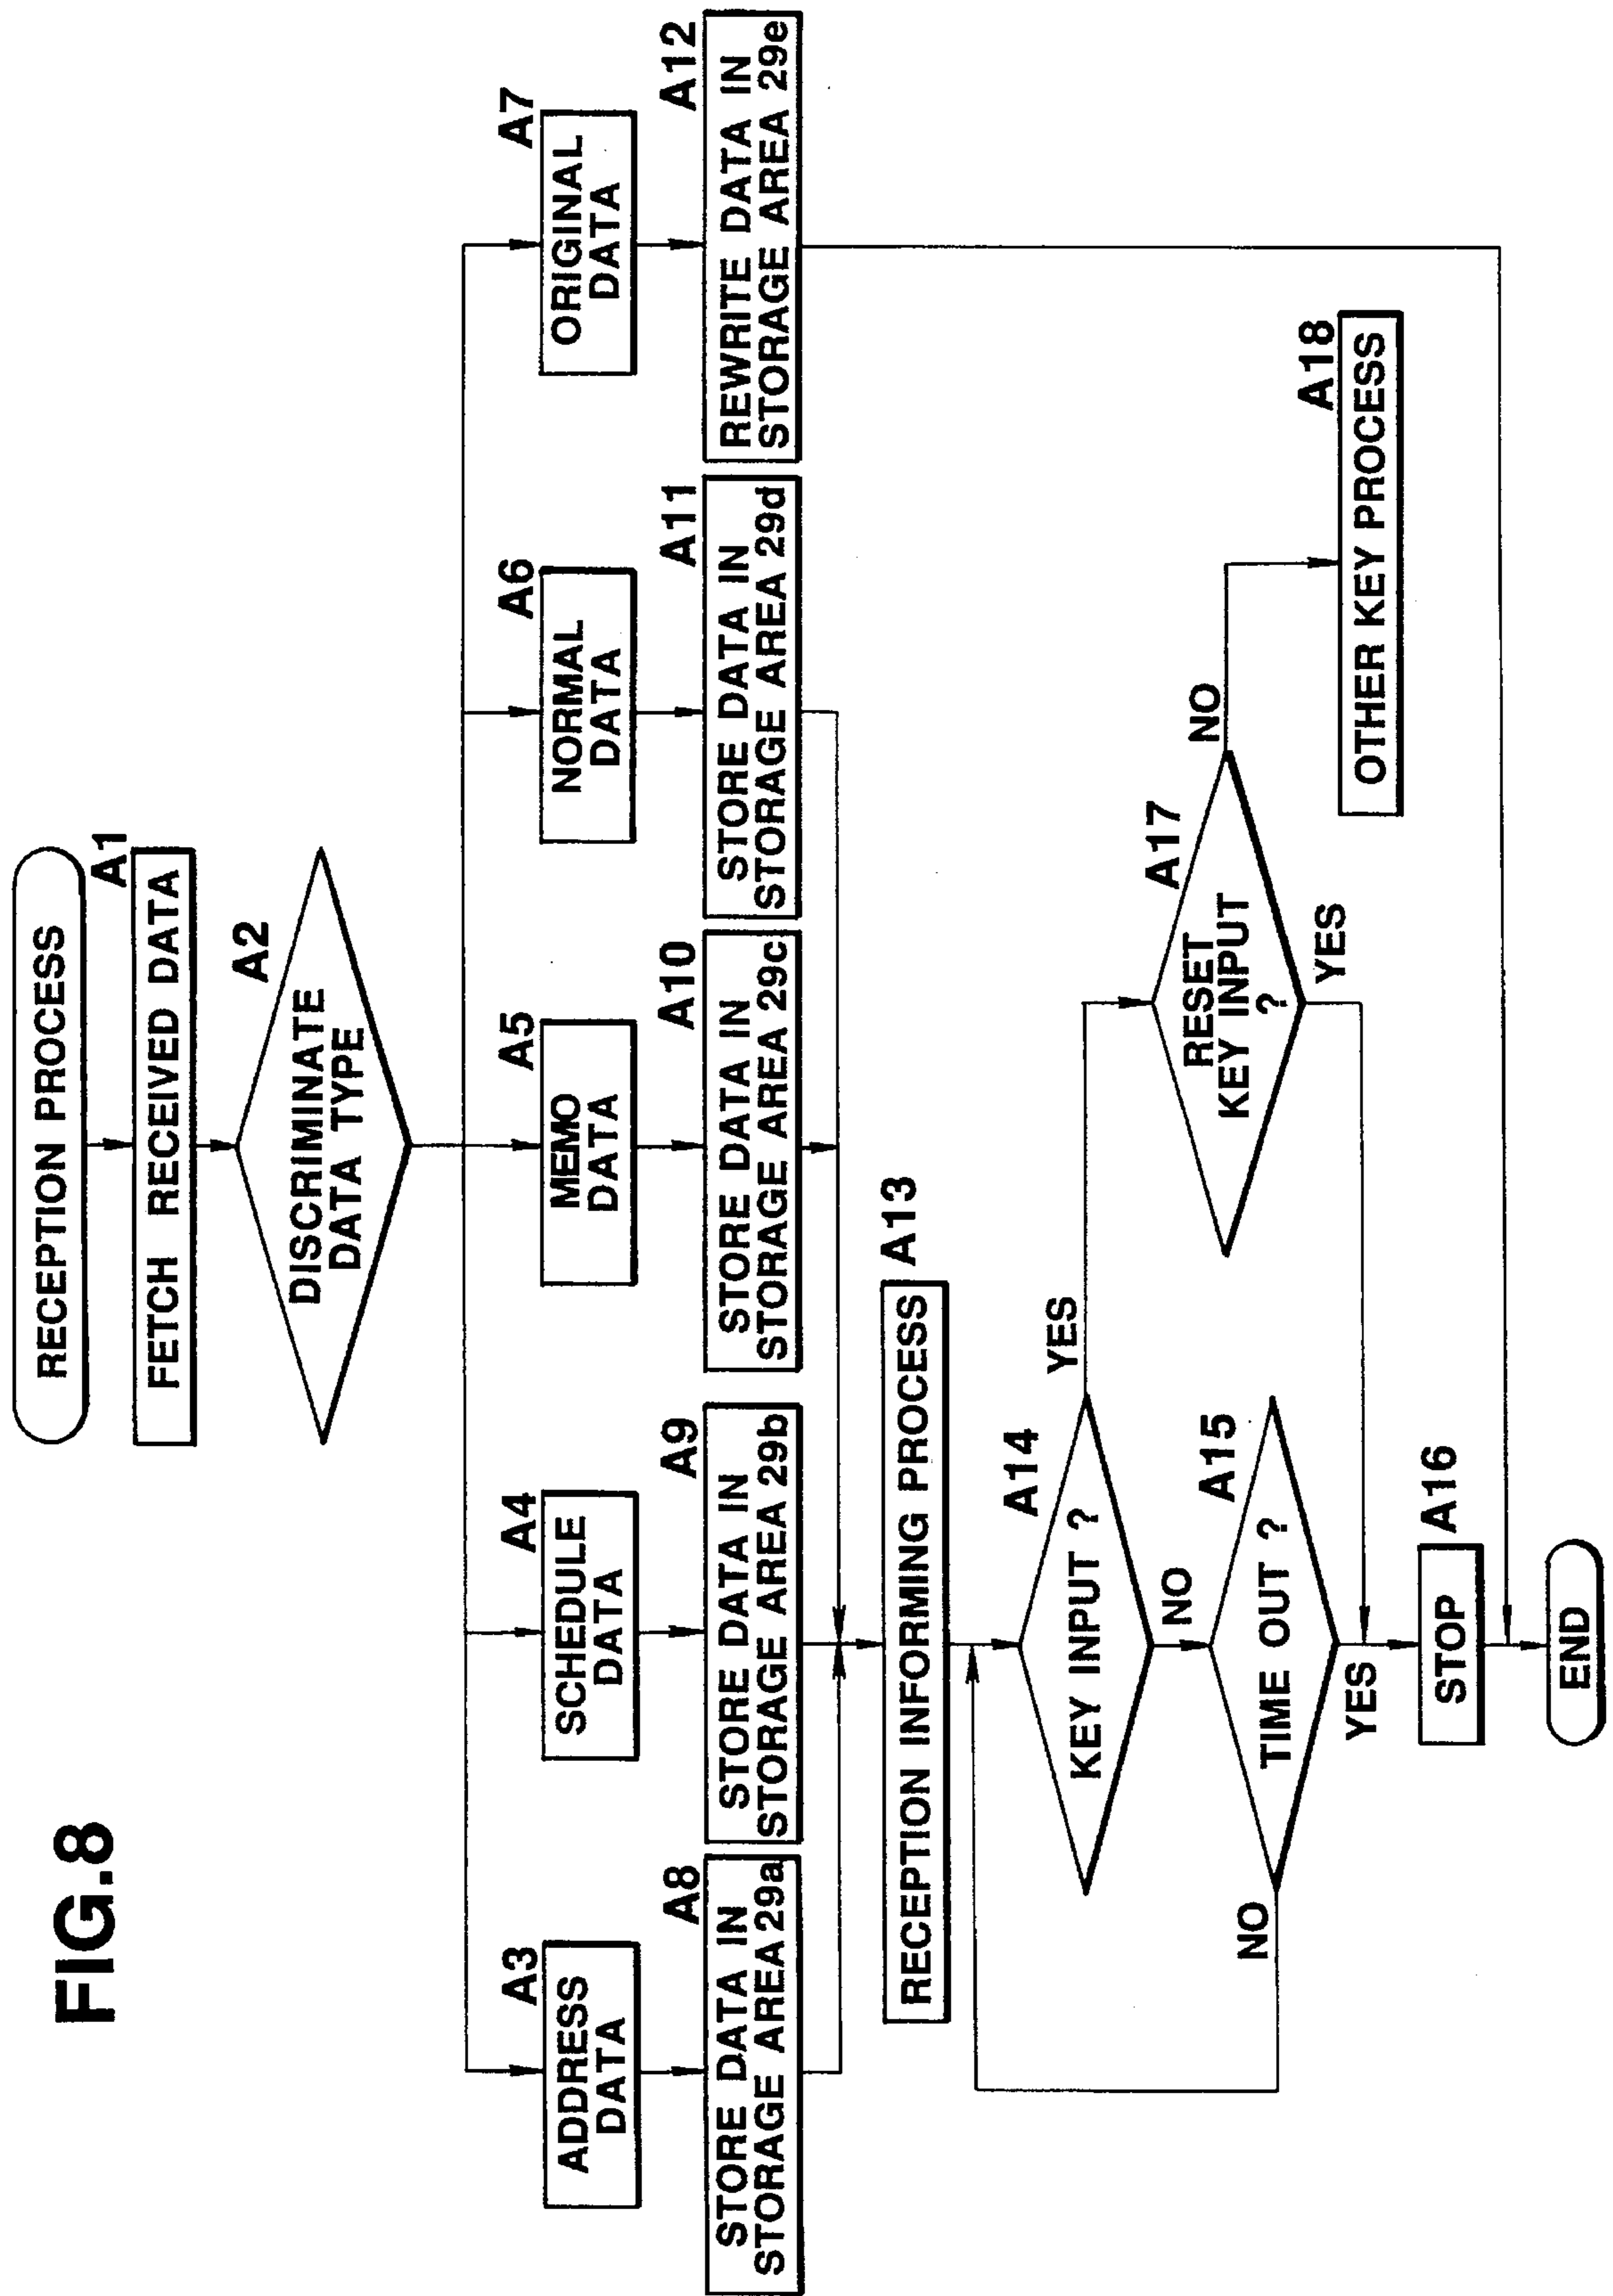 FIG.8
RECEPTION PROCESS
A1
FETCH RECEIVED DATA
A2
DISCRIMINATE
DATA TYPE
A3
ADDRESS
DATA
A4
SCHEDULE
DATA
A5
MEMO
DATA
A6
NORMAL
DATA
A7
ORIGINAL
DATA
A8
STORE DATA IN
STORAGE AREA 29a
A9
STORE DATA IN
STORAGE AREA 29b
A10
STORE DATA IN
STORAGE AREA 29c
A11
STORE DATA IN
STORAGE AREA 29d
A12
REWRITE DATA IN
STORAGE AREA 29e
RECEPTION INFORMING PROCESS
A13
A14
KEY INPUT ?
YES
NO
A15
TIME OUT ?
NO
YES
A17
RESET
KEY INPUT
?
NO
YES
A18
OTHER KEY PROCESS
STOP
A16
END